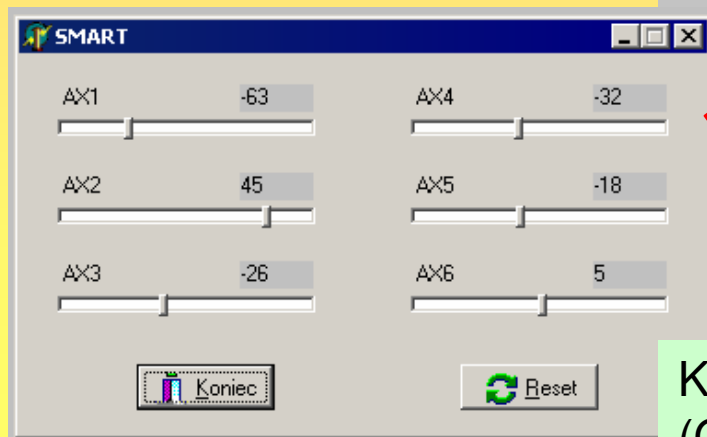 SMART
AX1 -63 AX4 -32
AX2 45 AX5 -18
AX3 -26 AX6 5
Koniec Reset